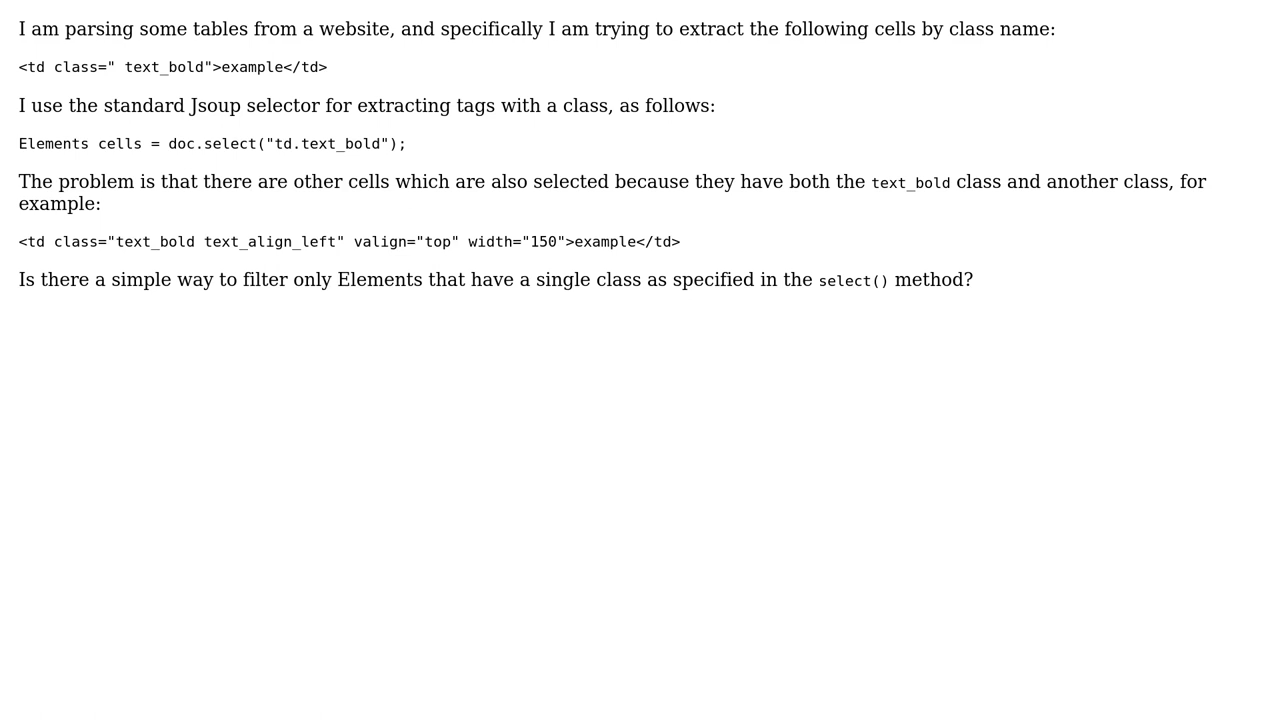 I am parsing some tables from a website, and specifically I am trying to extract the following cells by class name:
<td class=" text_bold">example</td>
I use the standard Jsoup selector for extracting tags with a class, as follows:
Elements cells = doc.select("td.text_bold");
The problem is that there are other cells which are also selected because they have both the text_bold class and another class, for
example:
<td class="text_bold text_align_left" valign="top" width="150">example</td>
Is there a simple way to filter only Elements that have a single class as specified in the select() method?